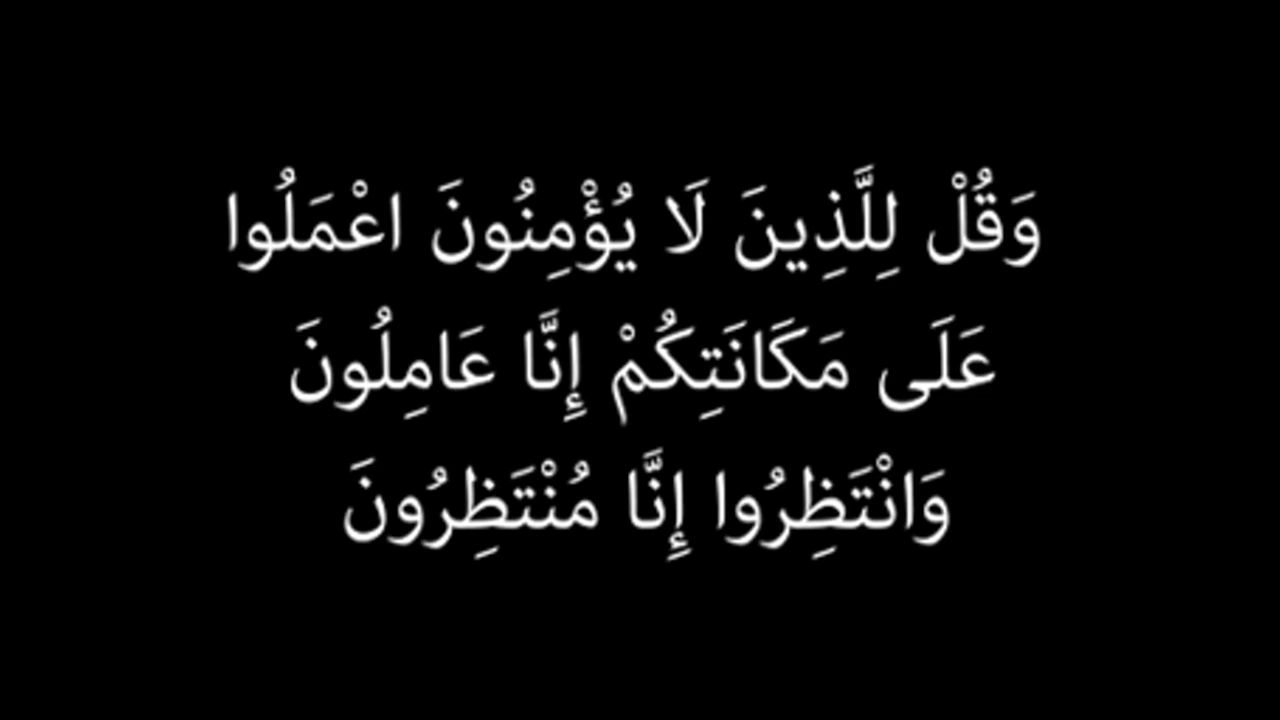 وَقُلْ لِلَّذِينَ لَا يُؤْمِنُونَ اعْمَلُوا
عَلَى مَكَانَتِكُمْ إِنَّا عَامِلُونَ
وَانْتَظِرُوا إِنَّا مُنْتَظِرُونَ